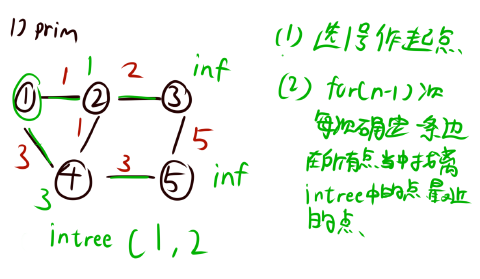 1) prim
1 1 2 inf
① ② ③
3 1 5
④ 3 ⑤ inf
3
intree (1, 2
(1) 选1号作起点
(2) for(n-1)次
每次确定一条边
在所有点当中找离
intree中的点最近
的点、